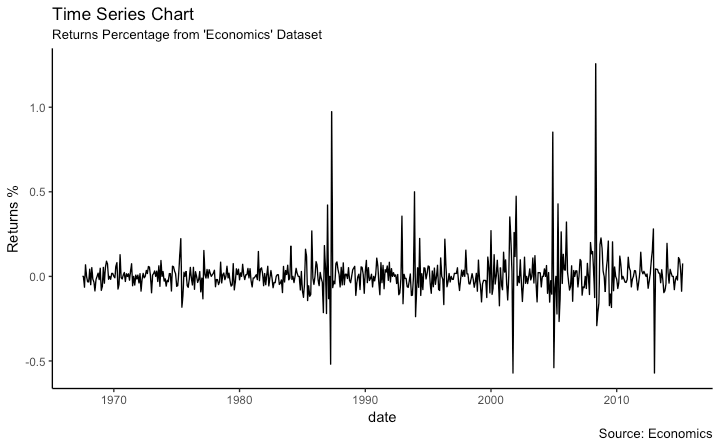 Time Series Chart
Returns Percentage from 'Economics' Dataset
Returns %
1.0
0.5
0.0
-0.5
1970 1980 1990 2000 2010
date
Source: Economics